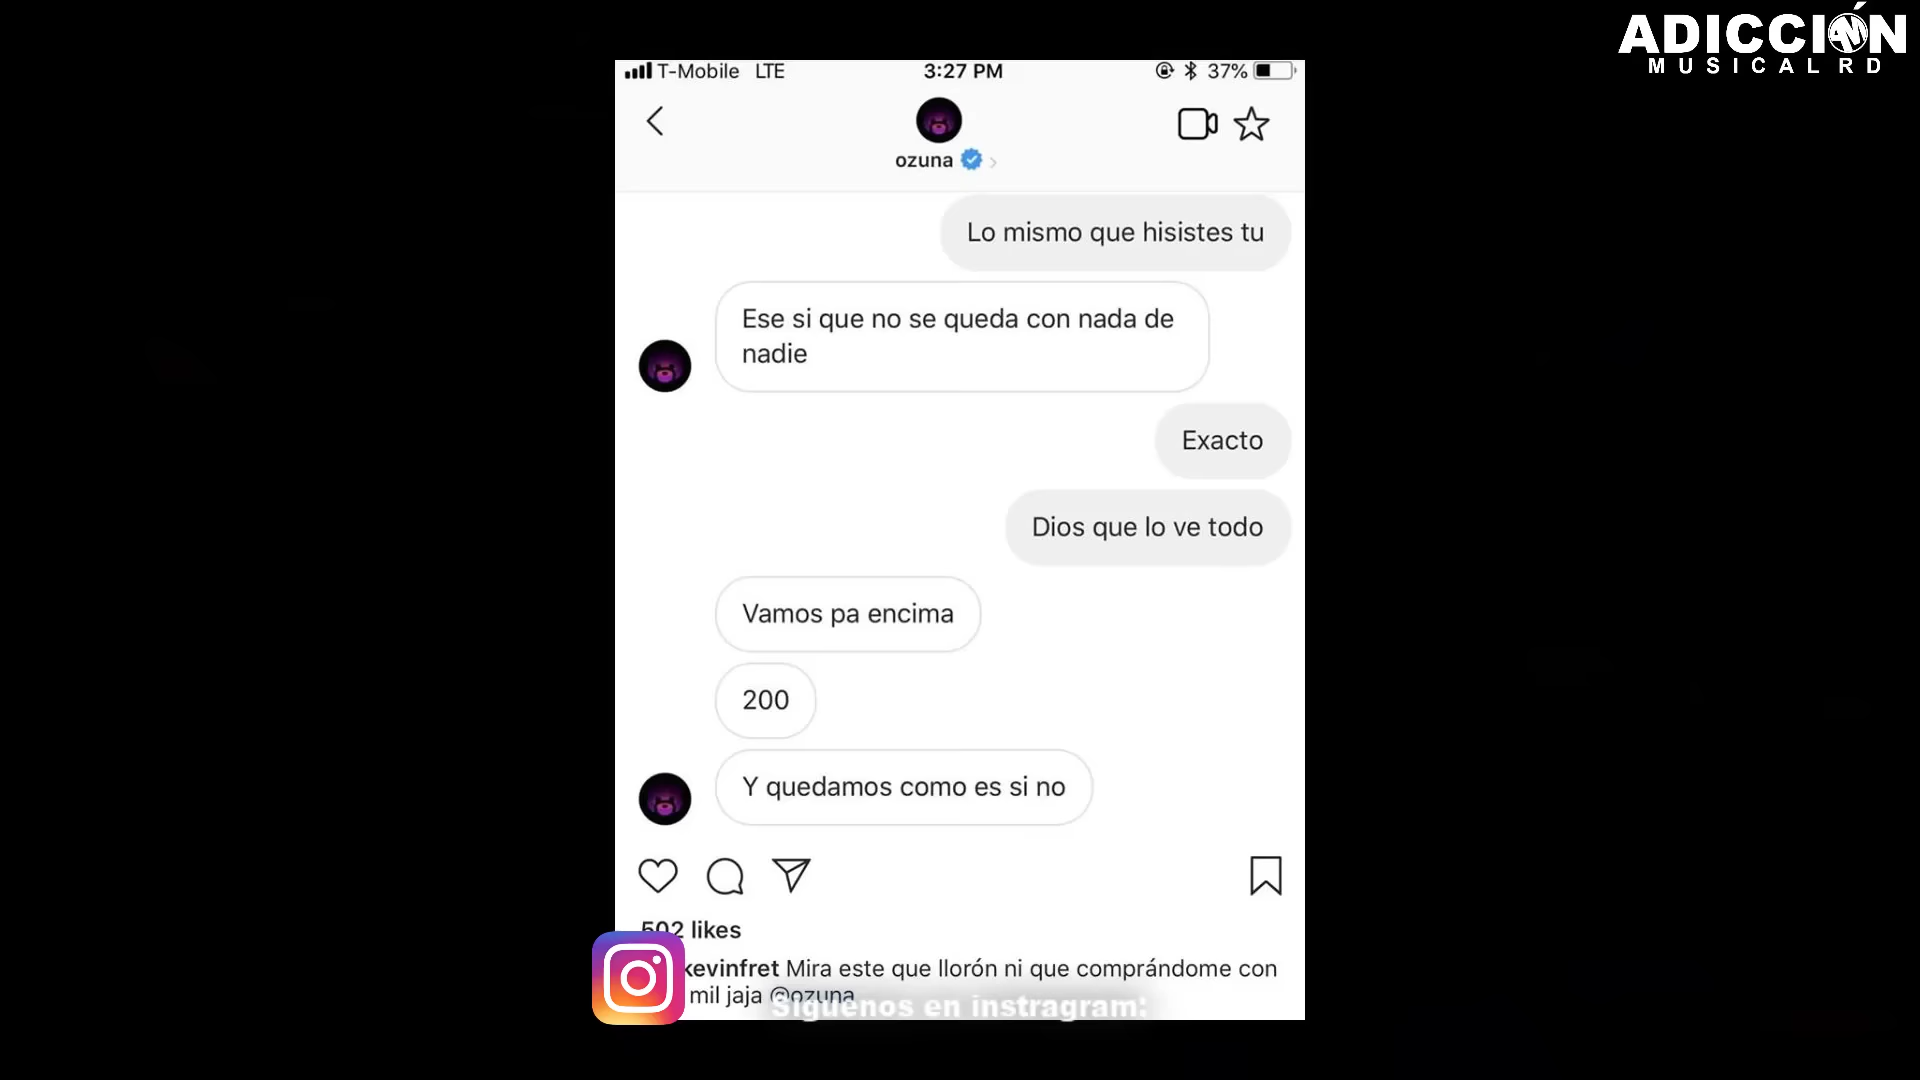 ADICCIÓN
MUSICAL RD
T-Mobile LTE 3:27 PM 37%
ozuna
Lo mismo que hisistes tu
Ese si que no se queda con nada de
nadie
Exacto
Dios que lo ve todo
Vamos pa encima
200
Y quedamos como es si no
502 likes
kevinfret Mira este que llorón ni que comprándome con
mil jaja @ozuna
Siguenos en instragram: